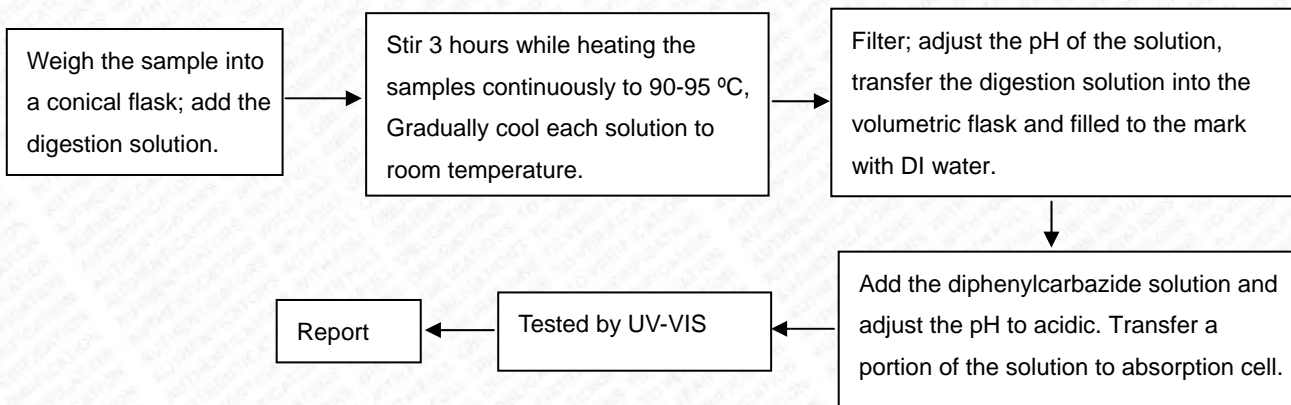 Weigh the sample into
a conical flask; add the
digestion solution.
Stir 3 hours while heating the
samples continuously to 90-95 ºC,
Gradually cool each solution to
room temperature.
Filter; adjust the pH of the solution,
transfer the digestion solution into the
volumetric flask and filled to the mark
with DI water.
Add the diphenylcarbazide solution and
adjust the pH to acidic. Transfer a
portion of the solution to absorption cell.
Tested by UV-VIS
Report